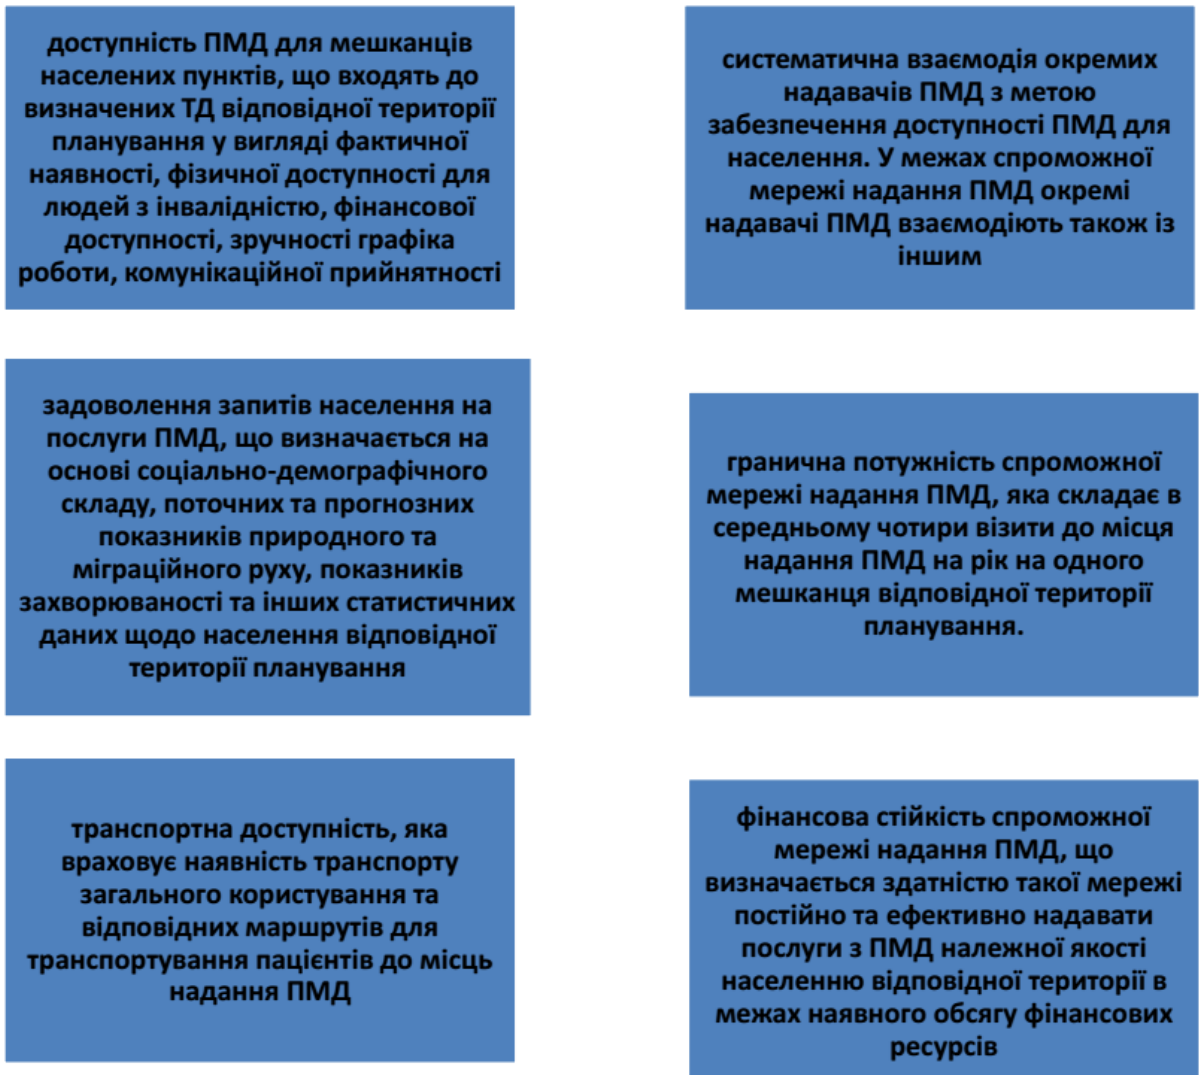 доступність ПМД для мешканців
населених пунктів, що входять до
визначених ТД відповідної території
планування у вигляді фактичної
наявності, фізичної доступності для
людей з інвалідністю, фінансової
доступності, зручності графіка
роботи, комунікаційної прийнятності
систематична взаємодія окремих
надавачів ПМД з метою
забезпечення доступності ПМД для
населення. У межах спроможної
мережі надання ПМД окремі
надавачі ПМД взаємодіють також із
іншим
задоволення запитів населення на
послуги ПМД, що визначається на
основі соціально-демографічного
складу, поточних та прогнозних
показників природного та
міграційного руху, показників
захворюваності та інших статистичних
даних щодо населення відповідної
території планування
гранична потужність спроможної
мережі надання ПМД, яка складає в
середньому чотири візити до місця
надання ПМД на рік на одного
мешканця відповідної території
планування.
транспортна доступність, яка
враховує наявність транспорту
загального користування та
відповідних маршрутів для
транспортування пацієнтів до місць
надання ПМД
фінансова стійкість спроможної
мережі надання ПМД, що
визначається здатністю такої мережі
постійно та ефективно надавати
послуги з ПМД належної якості
населенню відповідної території в
межах наявного обсягу фінансових
ресурсів